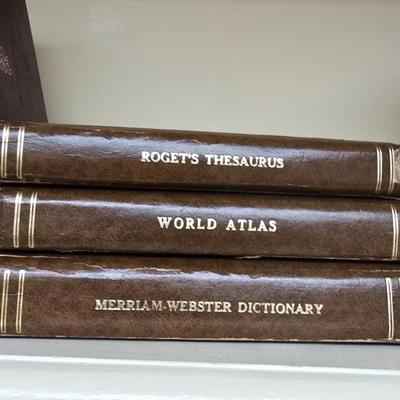 ROGET'S THESAURUS
WORLD ATLAS
MERRIAM-WEBSTER DICTIONARY